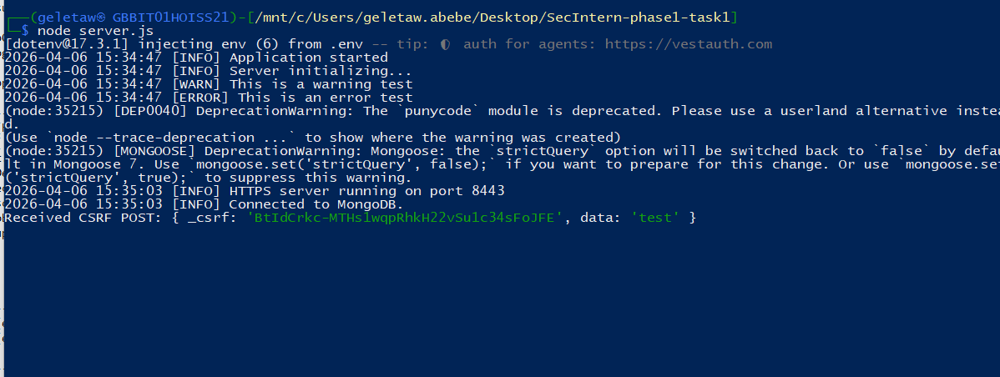 ┌──(geletaw㉿ GBBIT01HOISS21)-[/mnt/c/Users/geletaw.abebe/Desktop/SecIntern-phase1-task1]
└─$ node server.js
[dotenv@17.3.1] injecting env (6) from .env -- tip: ◐ auth for agents: https://vestauth.com
2026-04-06 15:34:47 [INFO] Application started
2026-04-06 15:34:47 [INFO] Server initializing...
2026-04-06 15:34:47 [WARN] This is a warning test
2026-04-06 15:34:47 [ERROR] This is an error test
(node:35215) [DEP0040] DeprecationWarning: The `punycode` module is deprecated. Please use a userland alternative instea
d.
(Use `node --trace-deprecation ...` to show where the warning was created)
(node:35215) [MONGOOSE] DeprecationWarning: Mongoose: the `strictQuery` option will be switched back to `false` by defau
lt in Mongoose 7. Use `mongoose.set('strictQuery', false);` if you want to prepare for this change. Or use `mongoose.set
('strictQuery', true);` to suppress this warning.
2026-04-06 15:35:03 [INFO] HTTPS server running on port 8443
2026-04-06 15:35:03 [INFO] Connected to MongoDB.
Received CSRF POST: { _csrf: 'BtIdCrkc-MTHs1wqpRhkH22vSu1c34sFoJFE', data: 'test' }